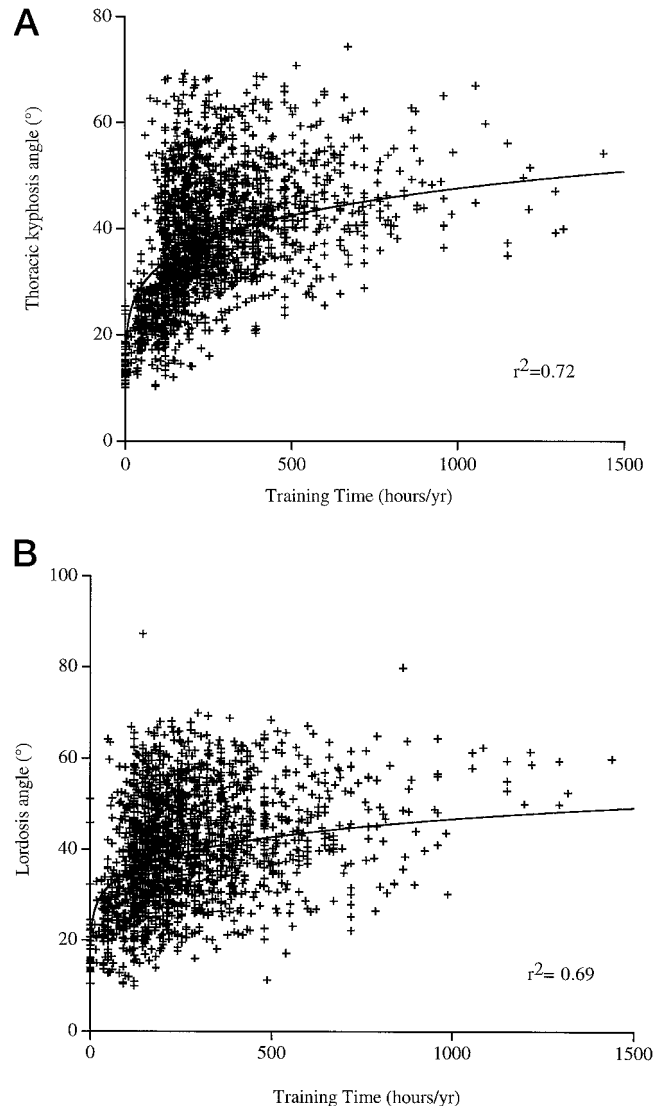 A
80
60
40
20
0
Thoracic kyphosis angle (°)
r²=0.72
0 500 1000 1500
Training Time (hours/yr)
B
100
80
60
40
20
0
Lordosis angle (°)
r²= 0.69
0 500 1000 1500
Training Time (hours/yr)